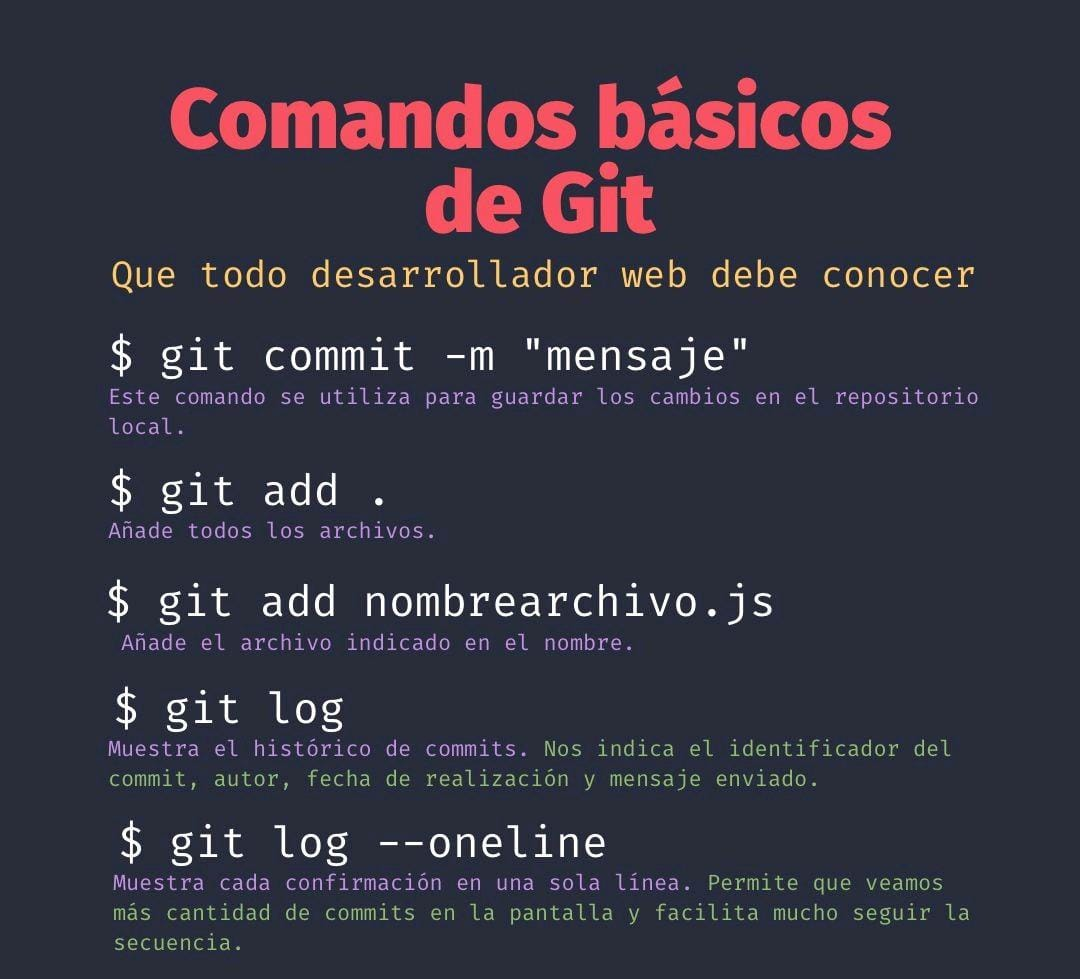 Comandos básicos
de Git
Que todo desarrollador web debe conocer
$ git commit -m "mensaje"
Este comando se utiliza para guardar los cambios en el repositorio
local.
$ git add .
Añade todos los archivos.
$ git add nombrearchivo.js
Añade el archivo indicado en el nombre.
$ git log
Muestra el histórico de commits. Nos indica el identificador del
commit, autor, fecha de realización y mensaje enviado.
$ git log --oneline
Muestra cada confirmación en una sola línea. Permite que veamos
más cantidad de commits en la pantalla y facilita mucho seguir la
secuencia.